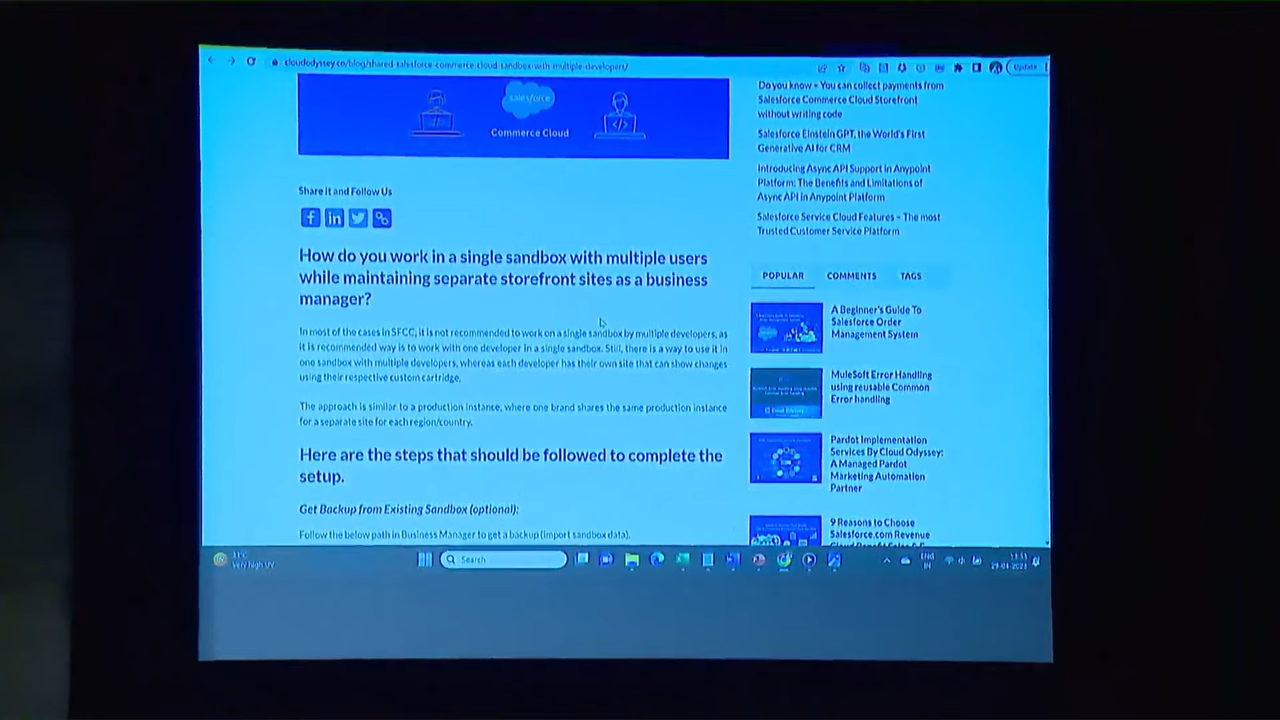 cloudodyssey.co/blog/shared-salesforce-commerce-cloud-sandbox-with-multiple-developers/
Update
salesforce
Commerce Cloud
Share it and Follow Us
How do you work in a single sandbox with multiple users
while maintaining separate storefront sites as a business
manager?
In most of the cases in SFCC, it is not recommended to work on a single sandbox by multiple developers, as
it is recommended way is to work with one developer in a single sandbox. Still, there is a way to use it in
one sandbox with multiple developers, whereas each developer has their own site that can show changes
using their respective custom cartridge.
The approach is similar to a production instance, where one brand shares the same production instance
for a separate site for each region/country.
Here are the steps that should be followed to complete the
setup.
Get Backup from Existing Sandbox (optional):
Follow the below path in Business Manager to get a backup (import sandbox data).
Do you know – You can collect payments from
Salesforce Commerce Cloud Storefront
without writing code
Salesforce Einstein GPT, the World's First
Generative AI for CRM
Introducing Async API Support in Anypoint
Platform: The Benefits and Limitations of
Async API in Anypoint Platform
Salesforce Service Cloud Features – The most
Trusted Customer Service Platform
POPULAR COMMENTS TAGS
A Beginner's Guide To
Salesforce Order
Management System
MuleSoft Error Handling
using reusable Common
Error handling
Pardot Implementation
Services By Cloud Odyssey:
A Managed Pardot
Marketing Automation
Partner
9 Reasons to Choose
Salesforce.com Revenue
Very high UV
Search
ENG
IN